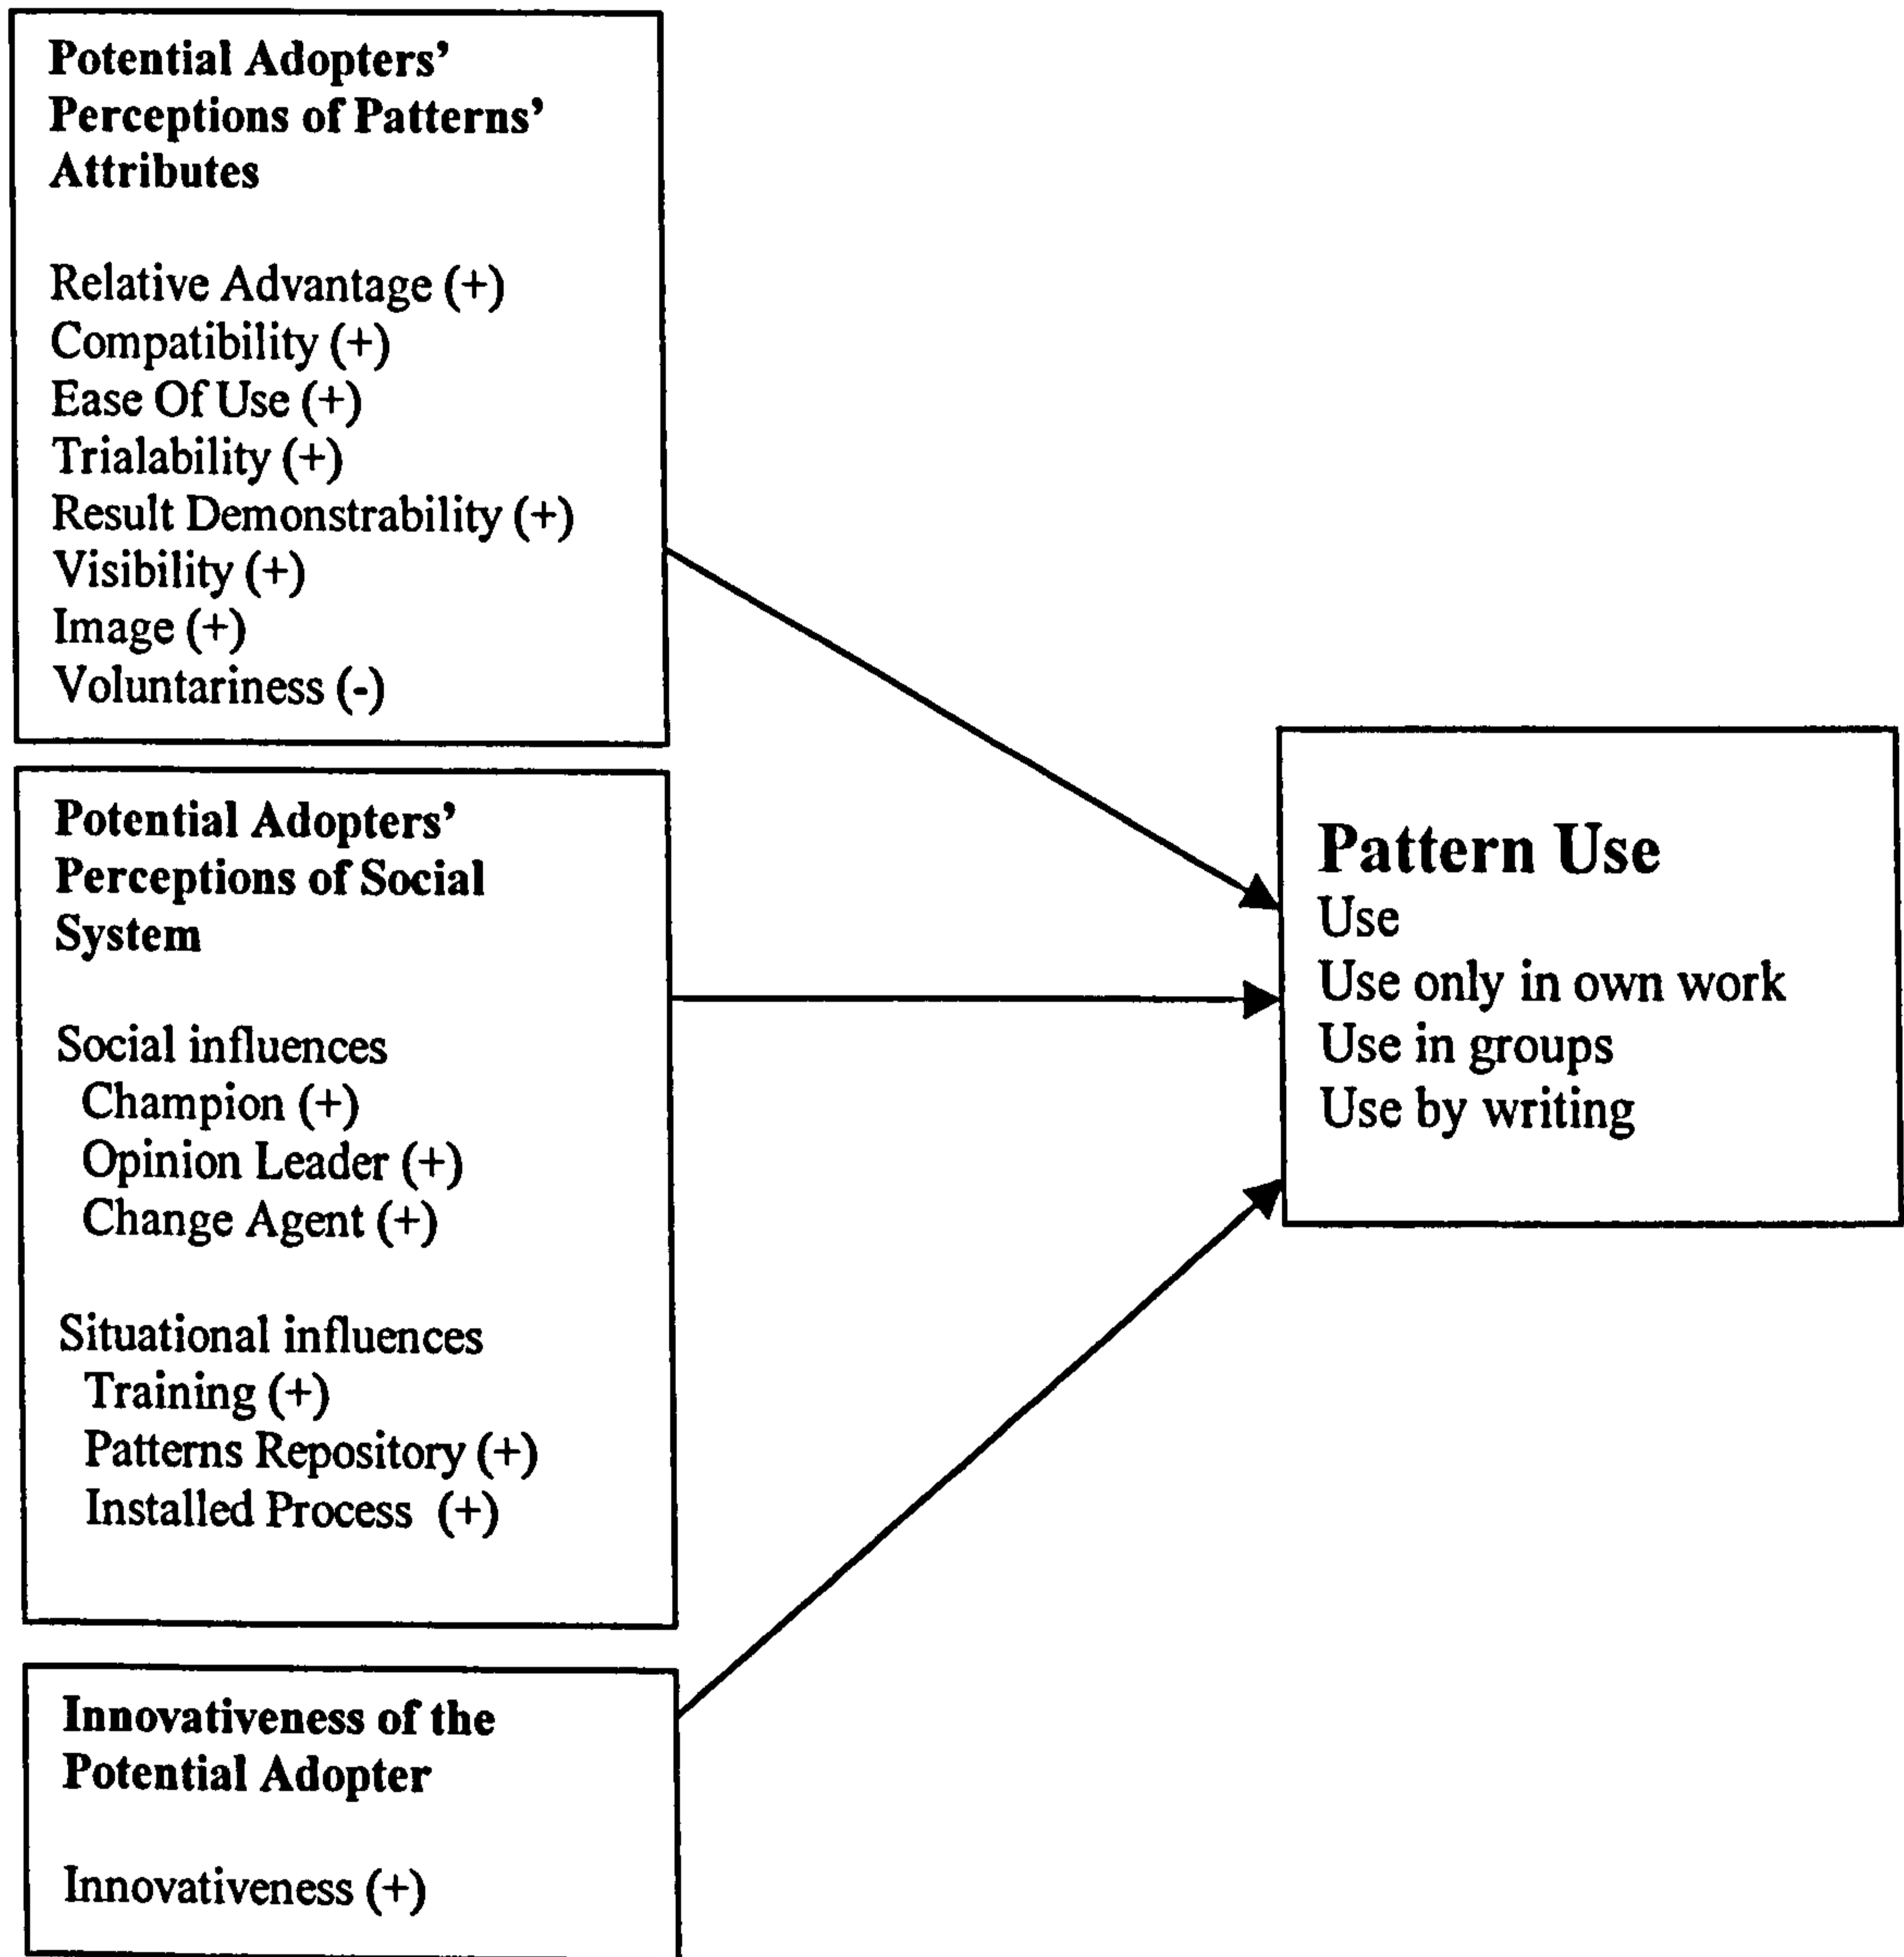 Potential Adopters’
Perceptions of Patterns’
Attributes
Relative Advantage (+)
Compatibility (+)
Ease Of Use (+)
Trialability (+)
Result Demonstrability (+)
Visibility (+)
Image (+)
Voluntariness (-)
Potential Adopters’
Perceptions of Social
System
Social influences
Champion (+)
Opinion Leader (+)
Change Agent (+)
Situational influences
Training (+)
Patterns Repository (+)
Installed Process (+)
Innovativeness of the
Potential Adopter
Innovativeness (+)
Pattern Use
Use
Use only in own work
Use in groups
Use by writing